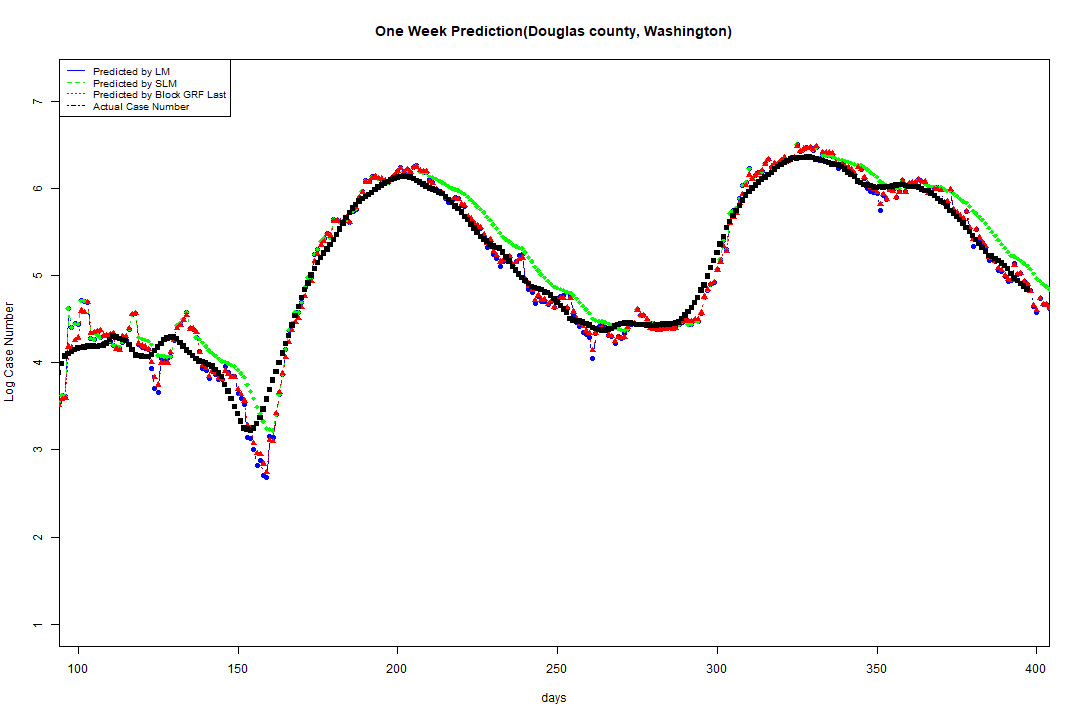 One Week Prediction(Douglas county, Washington)
Predicted by LM
Predicted by SLM
Predicted by Block GRF Last
Actual Case Number
Log Case Number
7
6
5
4
3
2
1
100 150 200 250 300 350 400
days